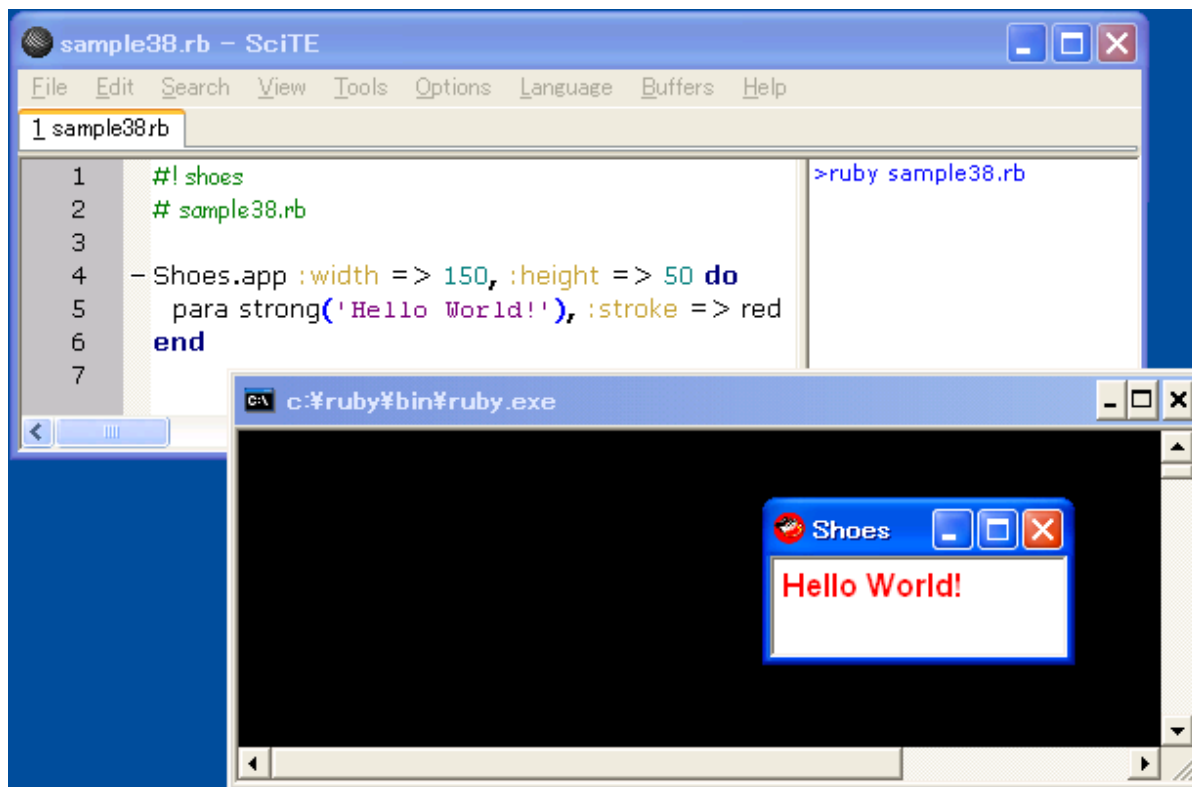 sample38.rb - SciTE
File Edit Search View Tools Options Language Buffers Help
1 sample38.rb
1 #! shoes
2 # sample38.rb
3
4 Shoes.app :width => 150, :height => 50 do
5 para strong('Hello World!'), :stroke => red
6 end
7
>ruby sample38.rb
c:¥ruby¥bin¥ruby.exe
Shoes
Hello World!